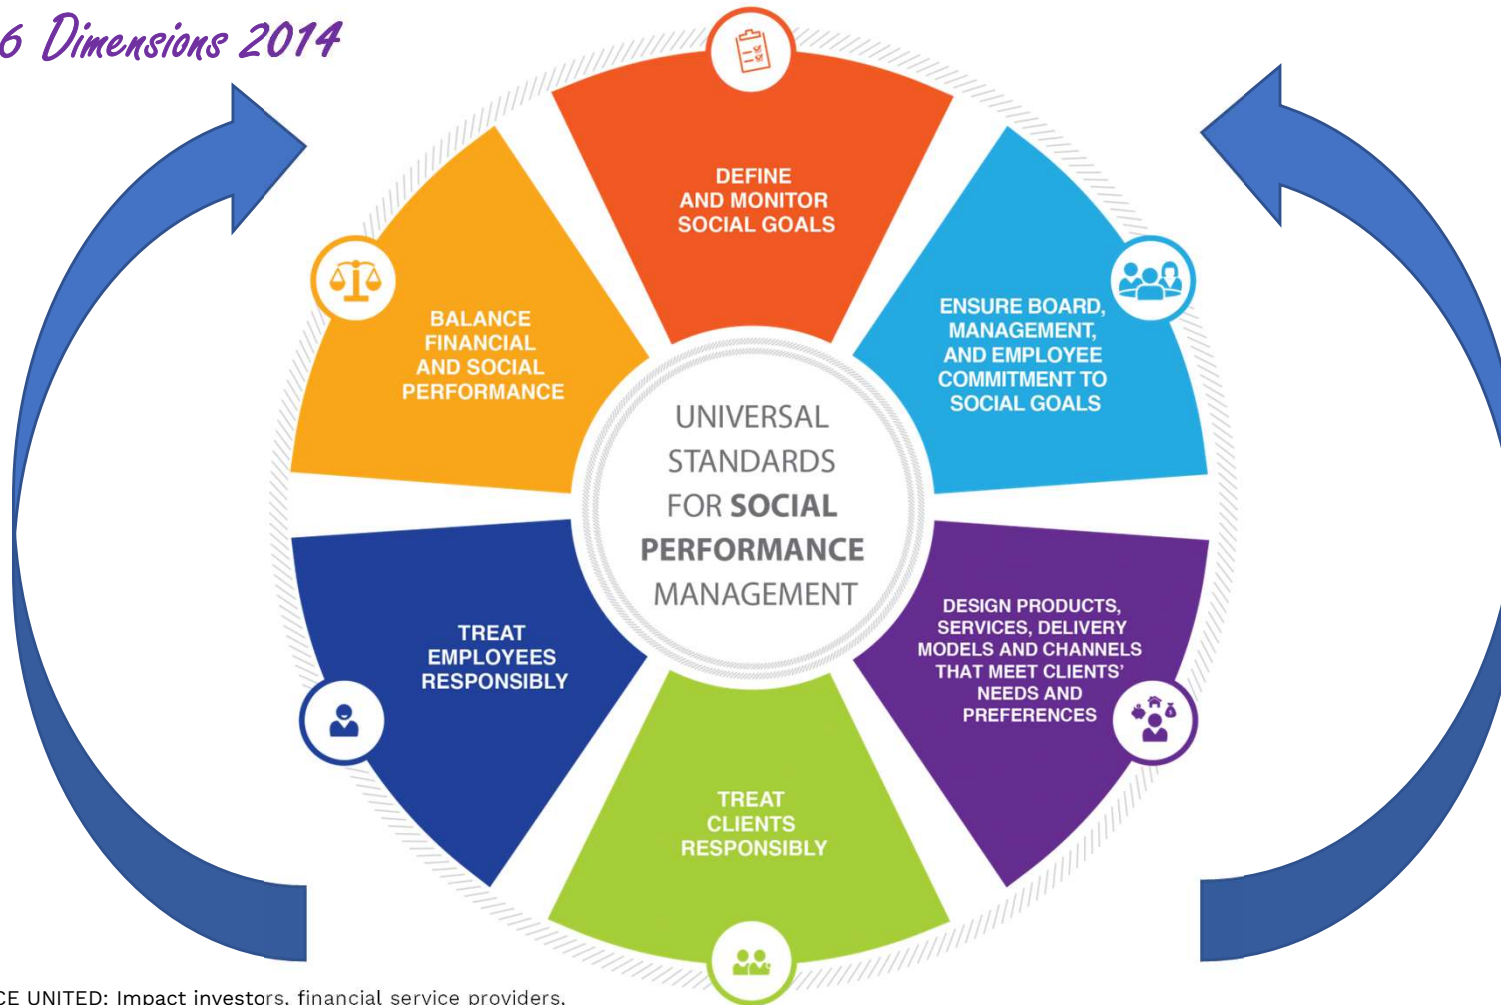 6 Dimensions 2014
DEFINE
AND MONITOR
SOCIAL GOALS
ENSURE BOARD,
MANAGEMENT,
AND EMPLOYEE
COMMITMENT TO
SOCIAL GOALS
BALANCE
FINANCIAL
AND SOCIAL
PERFORMANCE
UNIVERSAL
STANDARDS
FOR SOCIAL
PERFORMANCE
MANAGEMENT
DESIGN PRODUCTS,
SERVICES, DELIVERY
MODELS AND CHANNELS
THAT MEET CLIENTS’
NEEDS AND
PREFERENCES
TREAT
EMPLOYEES
RESPONSIBLY
TREAT
CLIENTS
RESPONSIBLY
CE UNITED: Impact investors, financial service providers,